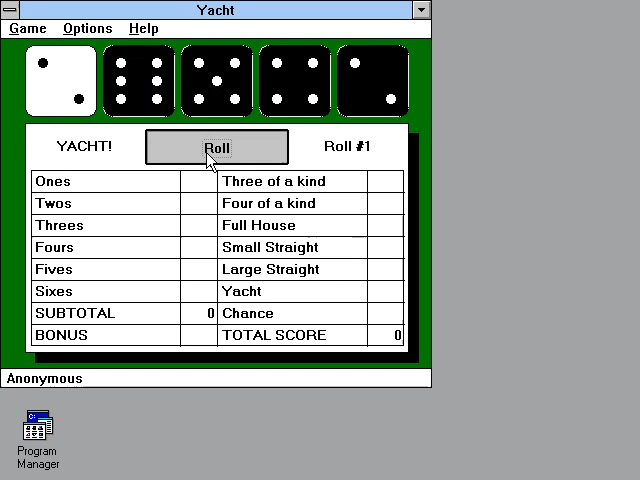 Yacht
Game Options Help
YACHT! Roll Roll #1
Ones Three of a kind
Twos Four of a kind
Threes Full House
Fours Small Straight
Fives Large Straight
Sixes Yacht
SUBTOTAL 0 Chance
BONUS TOTAL SCORE 0
Anonymous
Program
Manager